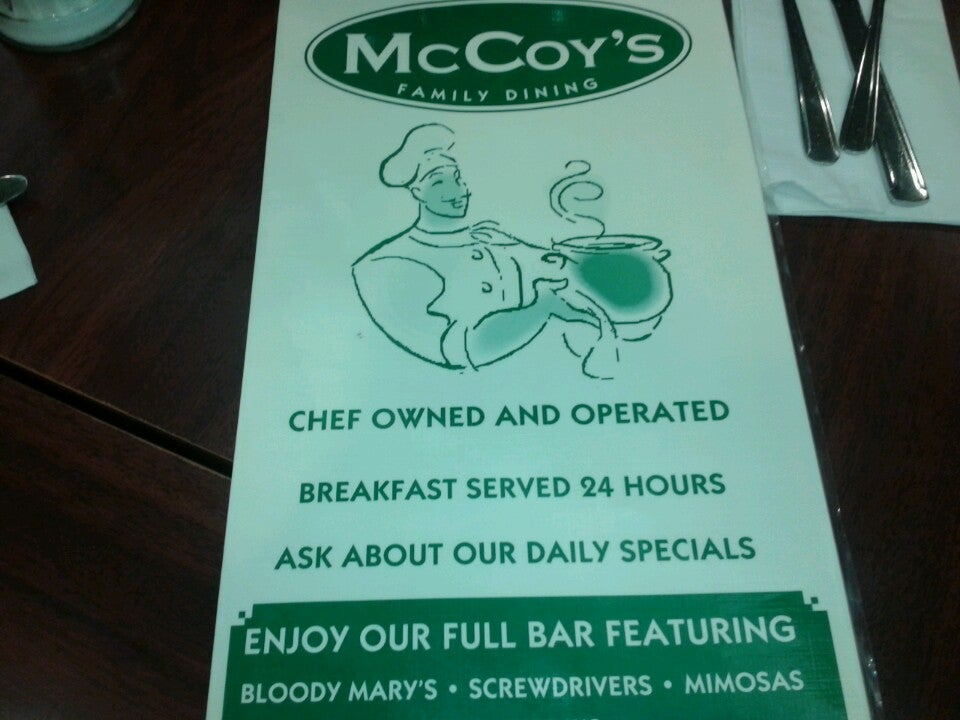 McCoy's
FAMILY DINING
CHEF OWNED AND OPERATED
BREAKFAST SERVED 24 HOURS
ASK ABOUT OUR DAILY SPECIALS
ENJOY OUR FULL BAR FEATURING
BLOODY MARY'S • SCREWDRIVERS • MIMOSAS